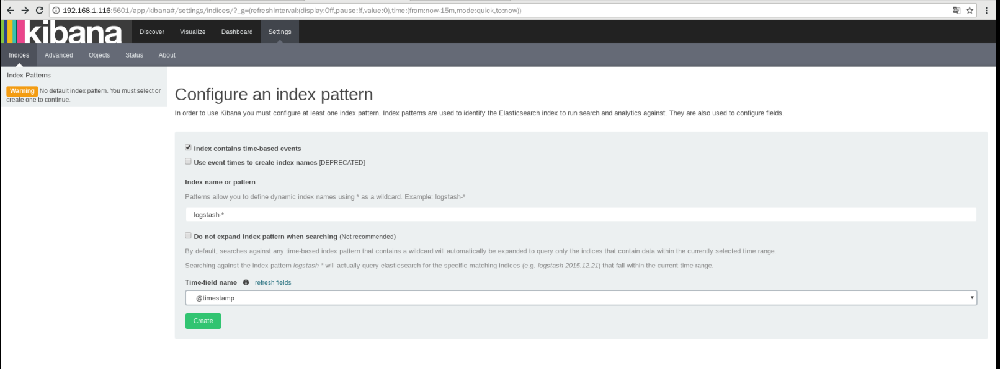 192.168.1.116:5601/app/kibana#/settings/indices/?_g=(refreshInterval:(display:Off,pause:!f,value:0),time:(from:now-15m,mode:quick,to:now))
kibana Discover Visualize Dashboard Settings
Indices Advanced Objects Status About
Index Patterns
Warning No default index pattern. You must select or
create one to continue.
Configure an index pattern
In order to use Kibana you must configure at least one index pattern. Index patterns are used to identify the Elasticsearch index to run search and analytics against. They are also used to configure fields.
Index contains time-based events
Use event times to create index names [DEPRECATED]
Index name or pattern
Patterns allow you to define dynamic index names using * as a wildcard. Example: logstash-*
logstash-*
Do not expand index pattern when searching (Not recommended)
By default, searches against any time-based index pattern that contains a wildcard will automatically be expanded to query only the indices that contain data within the currently selected time range.
Searching against the index pattern logstash-* will actually query elasticsearch for the specific matching indices (e.g. logstash-2015.12.21) that fall within the current time range.
Time-field name refresh fields
@timestamp
Create